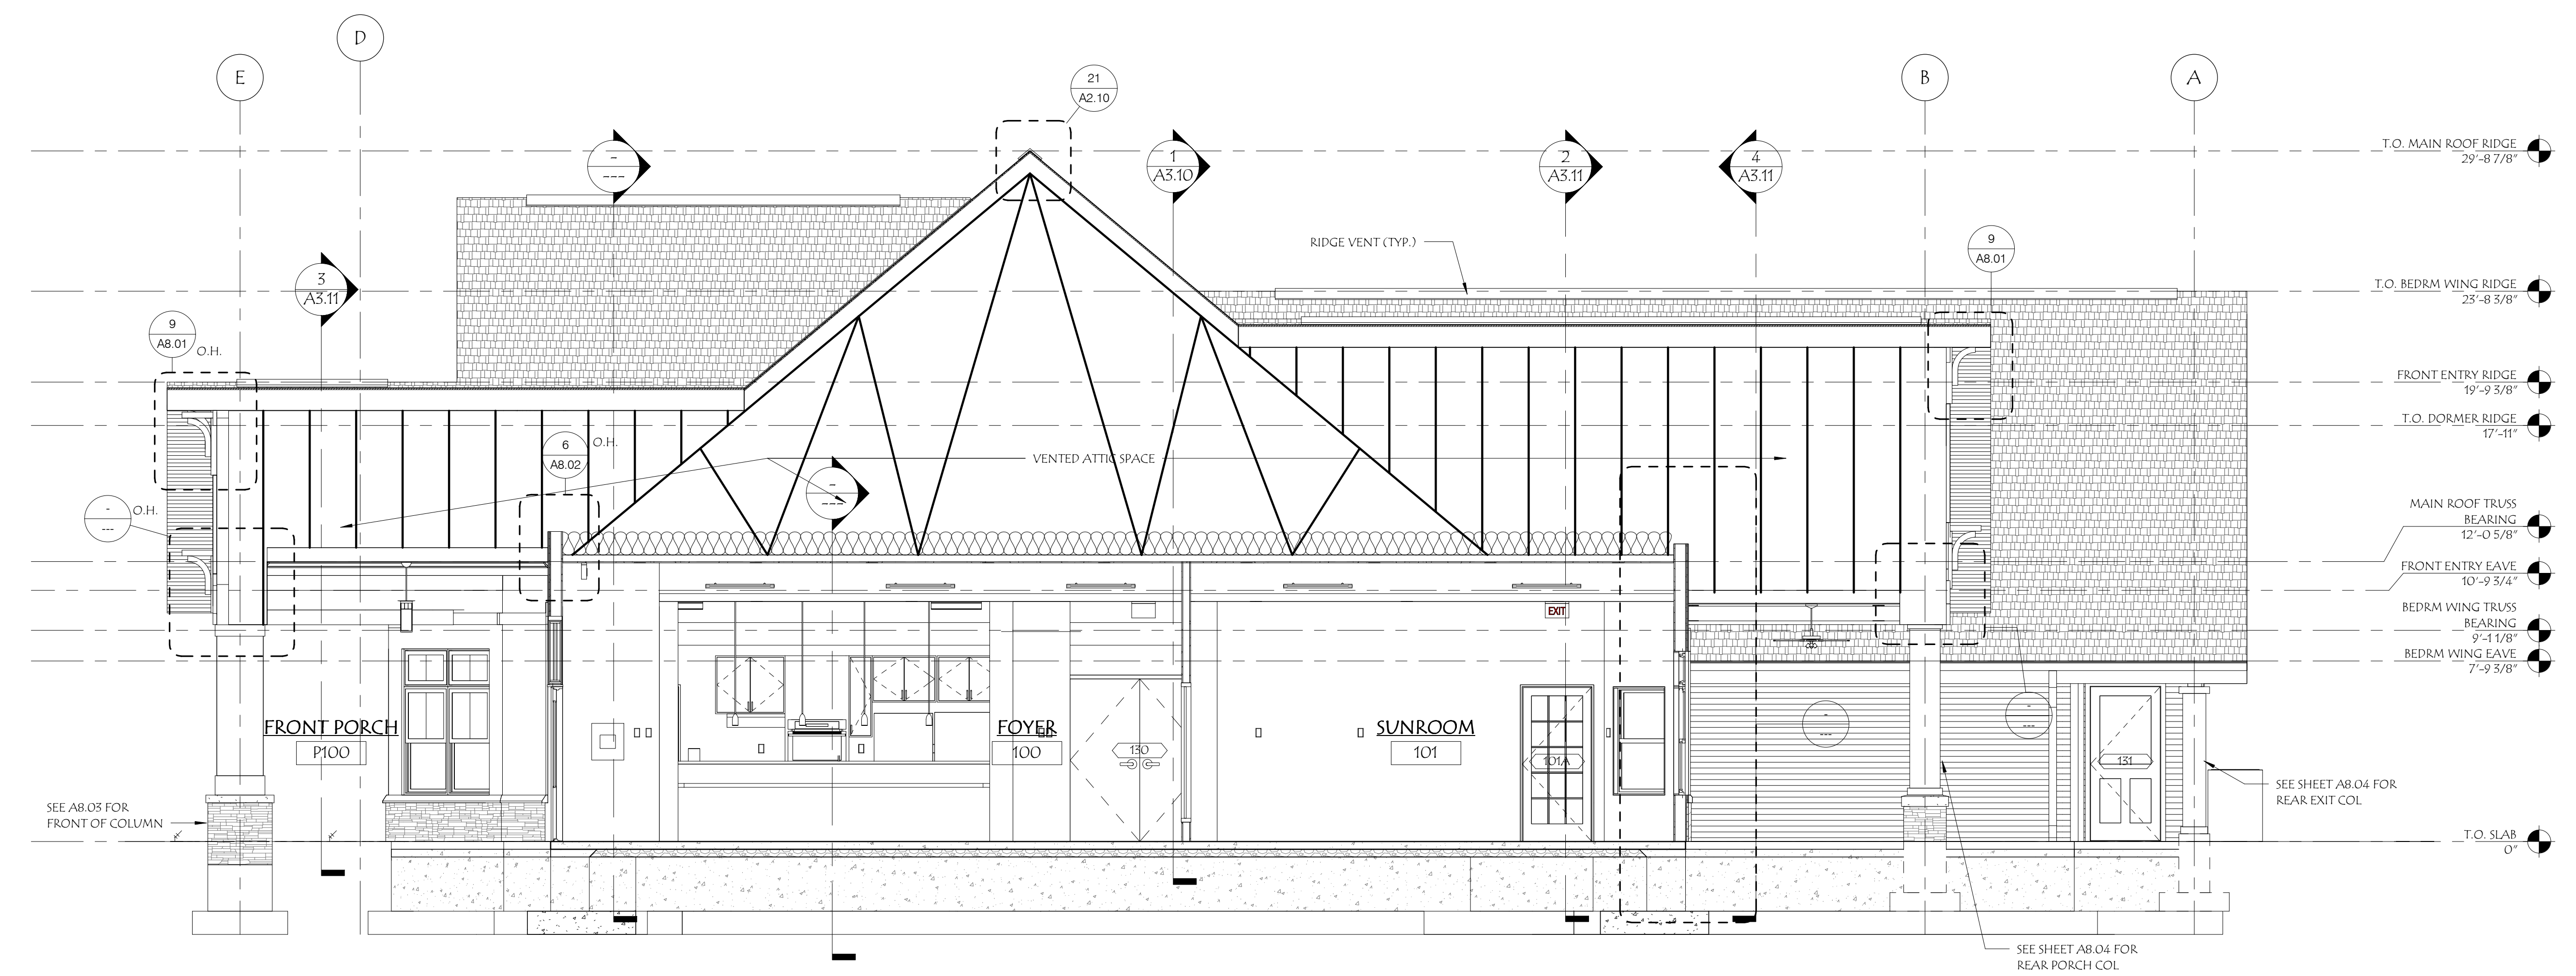 D
E
B
A
21
A2.10
-
---
1
A3.10
2
A3.11
4
A3.11
T.O. MAIN ROOF RIDGE
29'-8 7/8"
RIDGE VENT (TYP.)
9
A8.01
3
A3.11
T.O. BEDRM WING RIDGE
23'-8 3/8"
9
A8.01
O.H.
FRONT ENTRY RIDGE
19'-9 3/8"
T.O. DORMER RIDGE
17'-11"
6
A8.02
O.H.
VENTED ATTIC SPACE
-
---
-
---
O.H.
MAIN ROOF TRUSS
BEARING
12'-0 5/8"
FRONT ENTRY EAVE
10'-9 3/4"
EXIT
BEDRM WING TRUSS
BEARING
9'-1 1/8"
BEDRM WING EAVE
7'-9 3/8"
FRONT PORCH
P100
FOYER
100
130
SUNROOM
101
101A
-
---
-
---
131
SEE SHEET A8.04 FOR
REAR EXIT COL
SEE A8.03 FOR
FRONT OF COLUMN
T.O. SLAB
0"
SEE SHEET A8.04 FOR
REAR PORCH COL